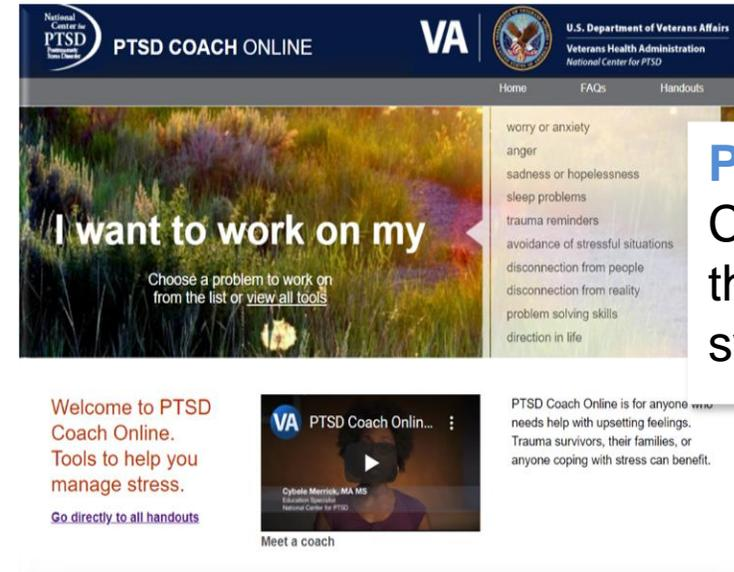 National
Center for
PTSD
Posttraumatic
Stress Disorder
PTSD COACH ONLINE
VA
U.S. Department of Veterans Affairs
Veterans Health Administration
National Center for PTSD
Home FAQs Handouts
I want to work on my
Choose a problem to work on
from the list or view all tools
worry or anxiety
anger
sadness or hopelessness
sleep problems
trauma reminders
avoidance of stressful situations
disconnection from people
disconnection from reality
problem solving skills
direction in life
P
th
Welcome to PTSD
Coach Online.
Tools to help you
manage stress.
Go directly to all handouts
VA PTSD Coach Onlin...
Cybele Merrick, MA MS
Education Specialist
National Center for PTSD
Meet a coach
PTSD Coach Online is for anyone who
needs help with upsetting feelings.
Trauma survivors, their families, or
anyone coping with stress can benefit.